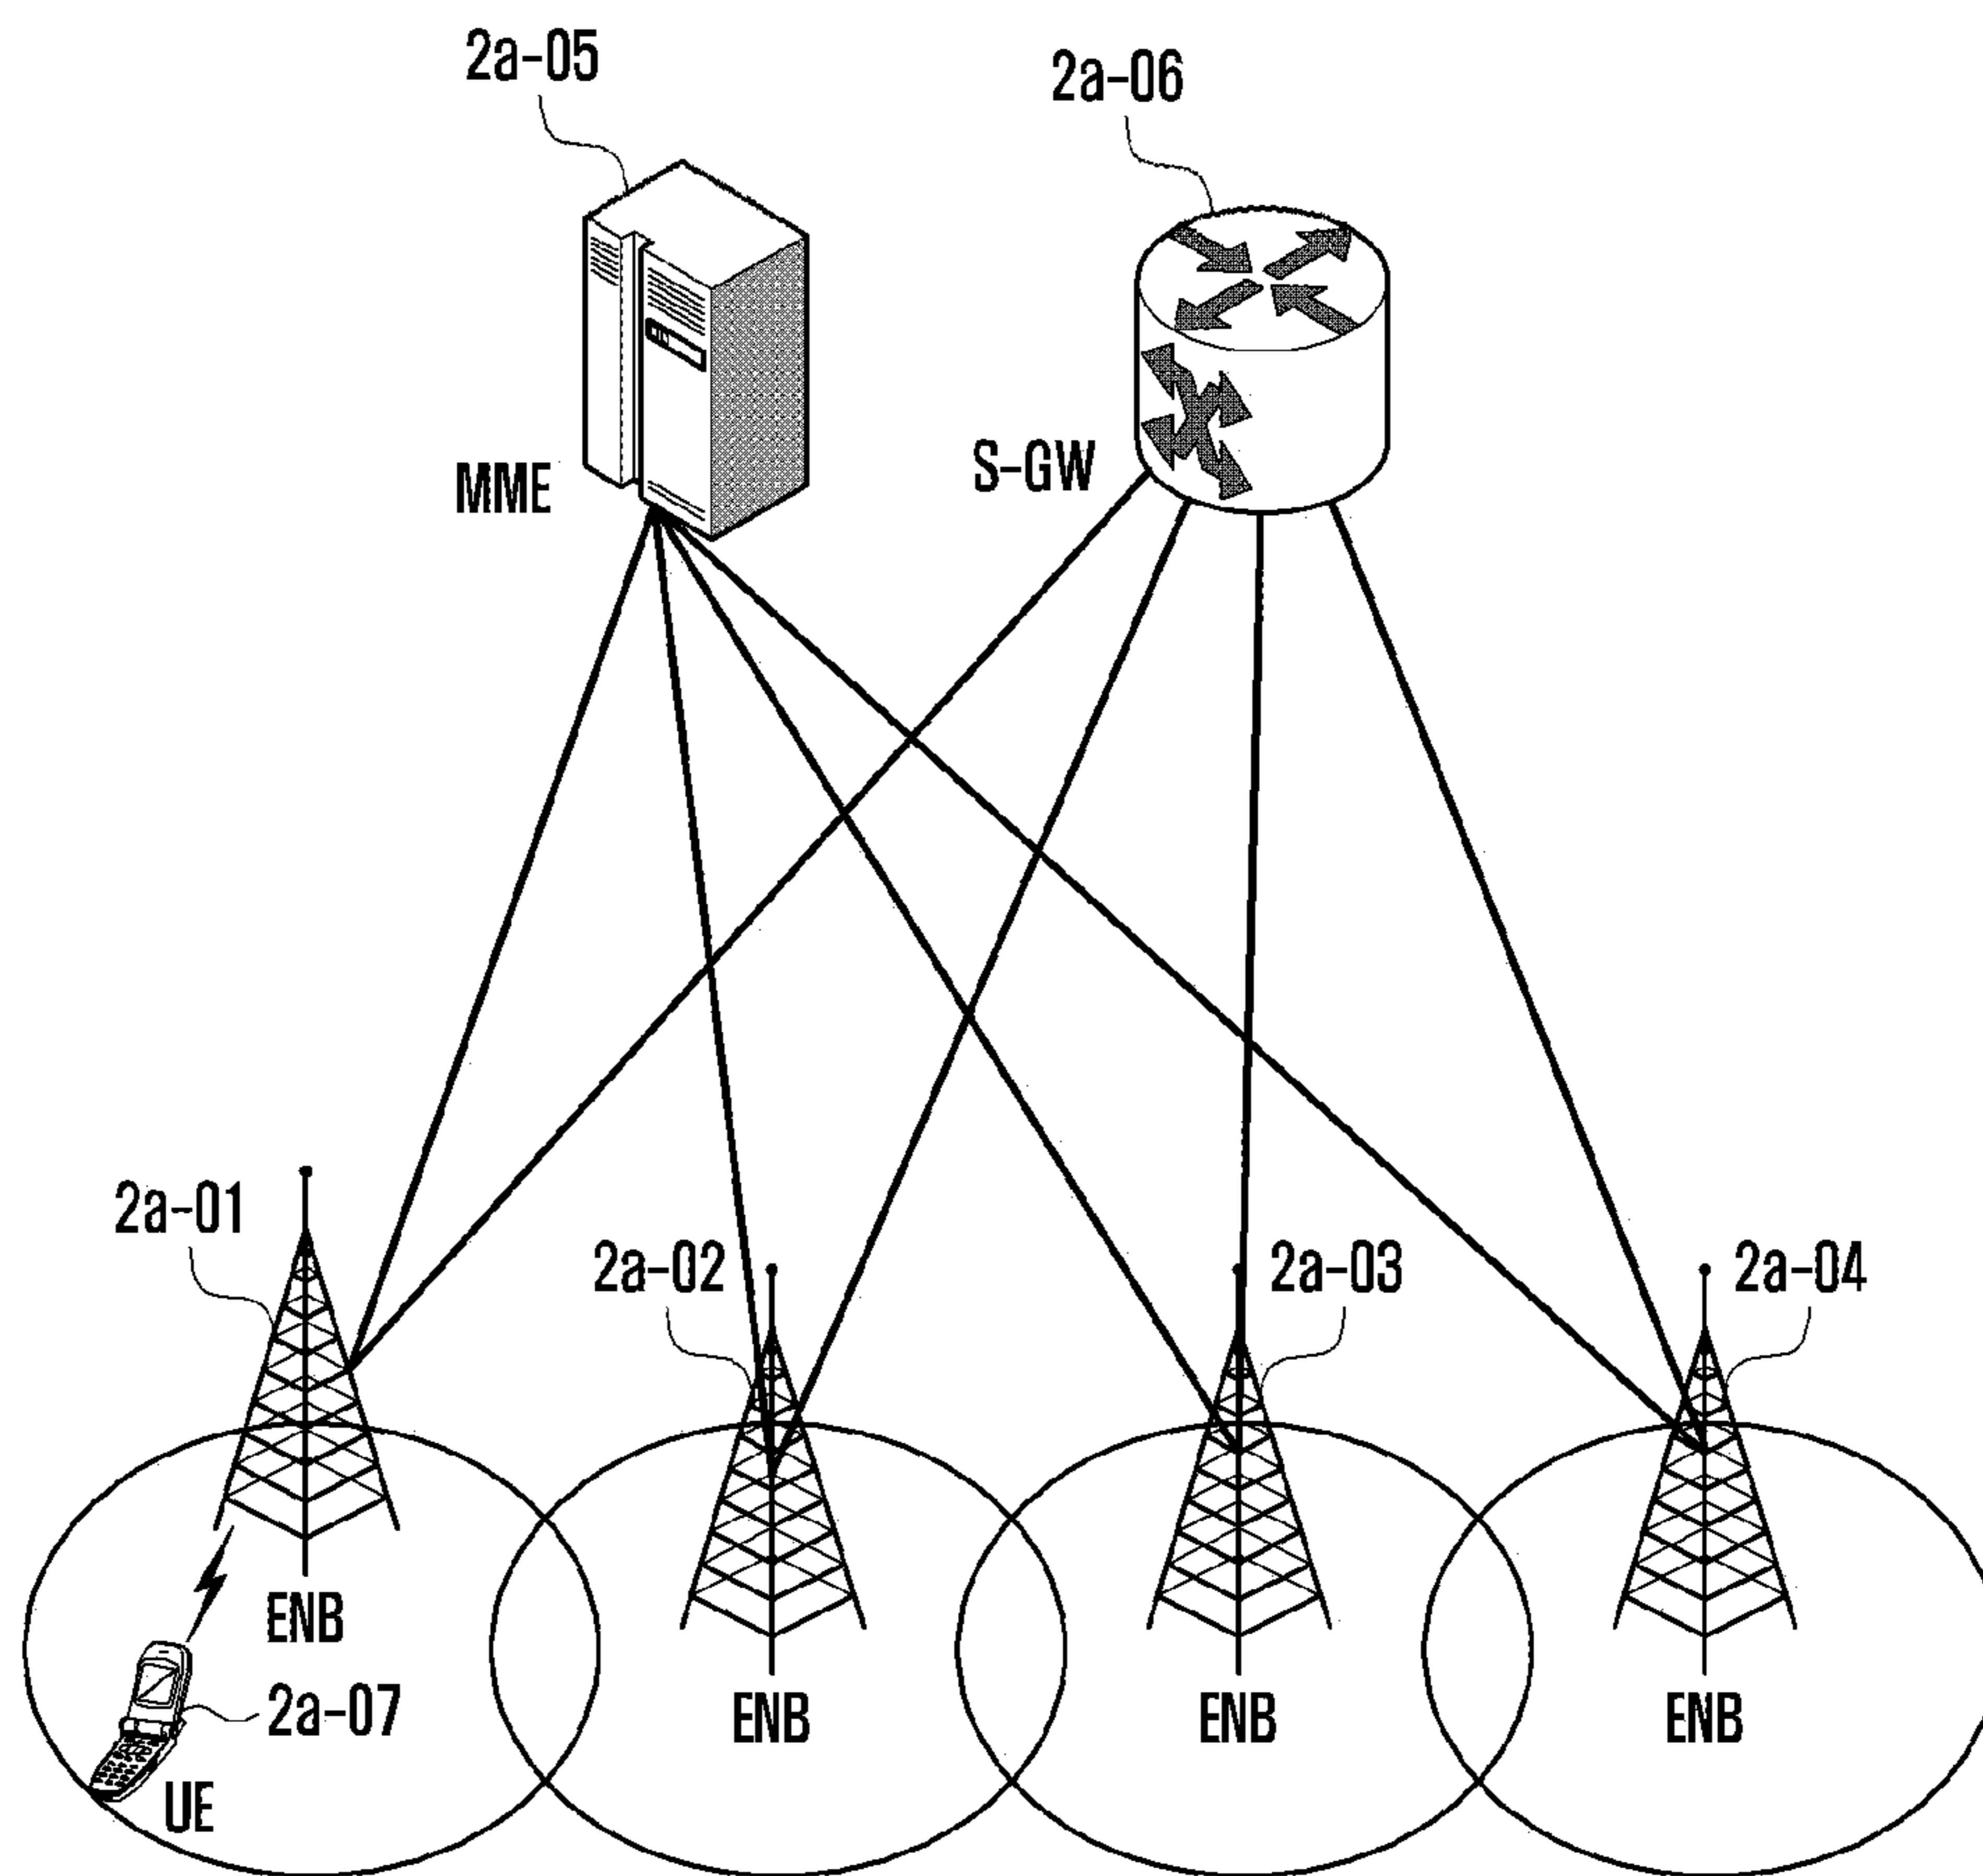 2a-05
2a-06
MME
S-GW
2a-01
2a-02
2a-03
2a-04
ENB
2a-07
UE
ENB
ENB
ENB